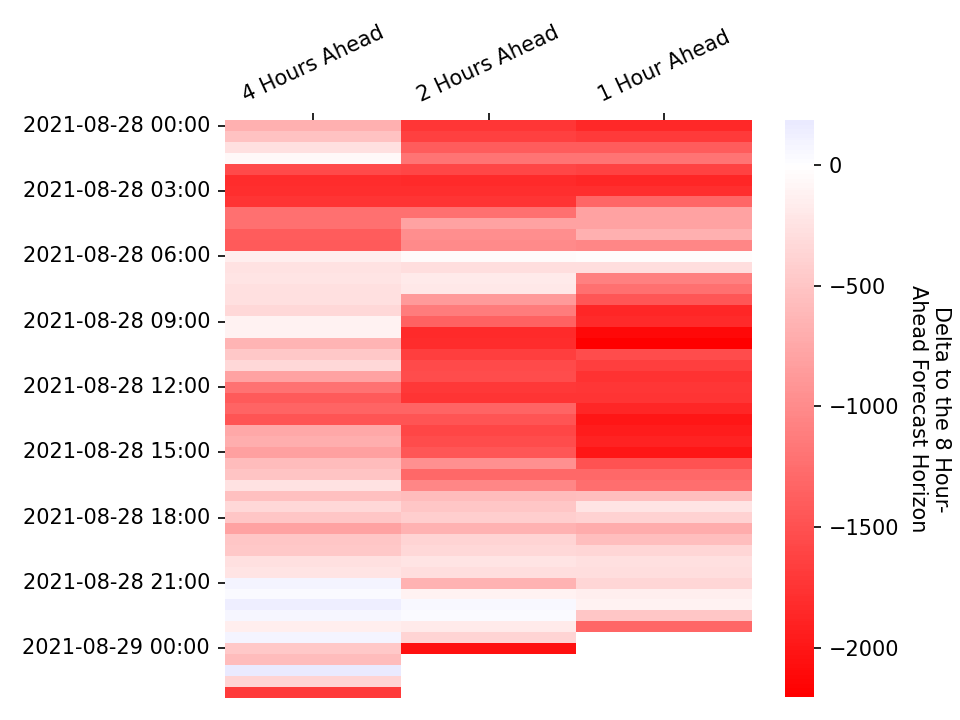 4 Hours Ahead
2 Hours Ahead
1 Hour Ahead
2021-08-28 00:00
2021-08-28 03:00
2021-08-28 06:00
2021-08-28 09:00
2021-08-28 12:00
2021-08-28 15:00
2021-08-28 18:00
2021-08-28 21:00
2021-08-29 00:00
0
−500
−1000
−1500
−2000
Delta to the 8 Hour-
Ahead Forecast Horizon